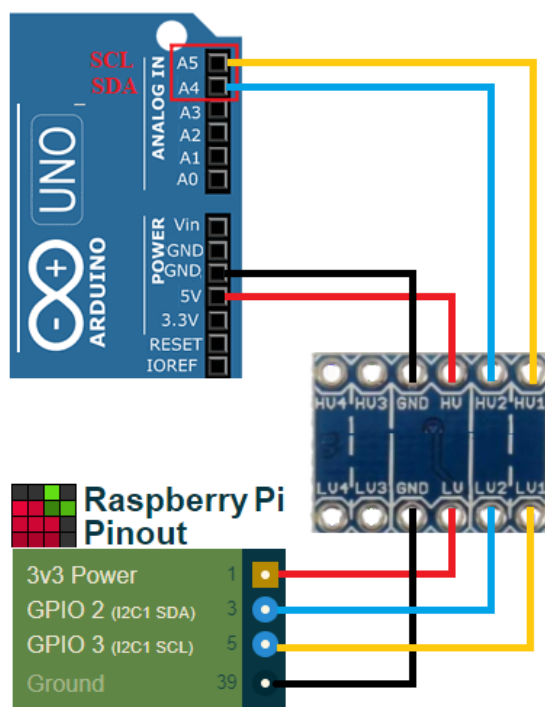 SCL
SDA
A5
A4
A3
A2
A1
A0
ANALOG IN
UNO
ARDUINO
POWER
Vin
GND
GND
5V
3.3V
RESET
IOREF
HV4 HV3 GND HV HV2 HV1
LV4 LV3 GND LV LV2 LV1
Raspberry Pi
Pinout
3v3 Power 1
GPIO 2 (I2C1 SDA) 3
GPIO 3 (I2C1 SCL) 5
Ground 39